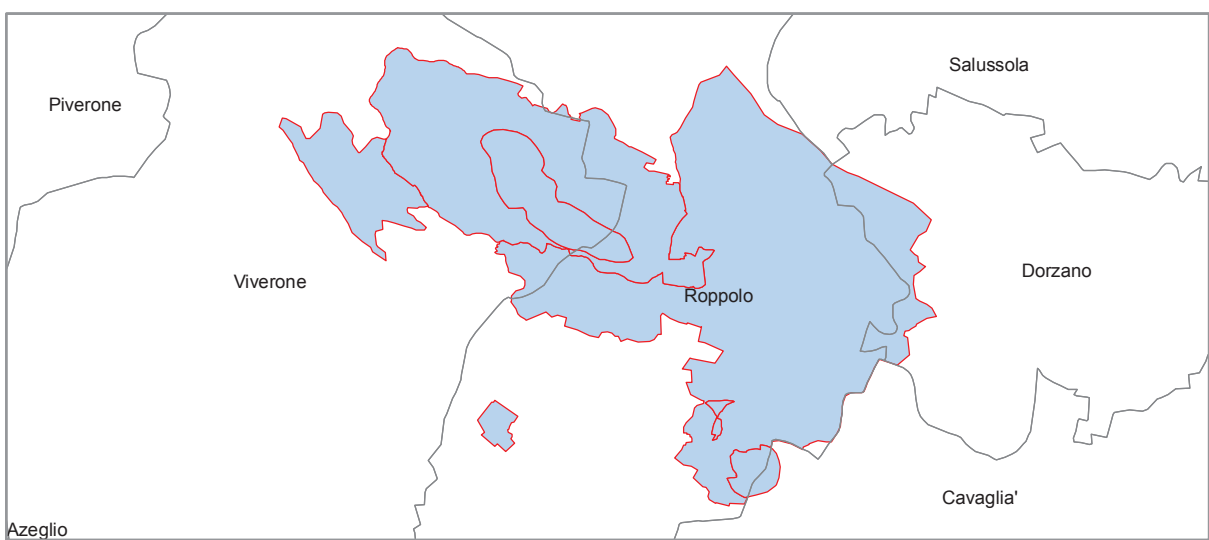 Salussola
Piverone
Dorzano
Viverone
Roppolo
Cavaglia'
Azeglio